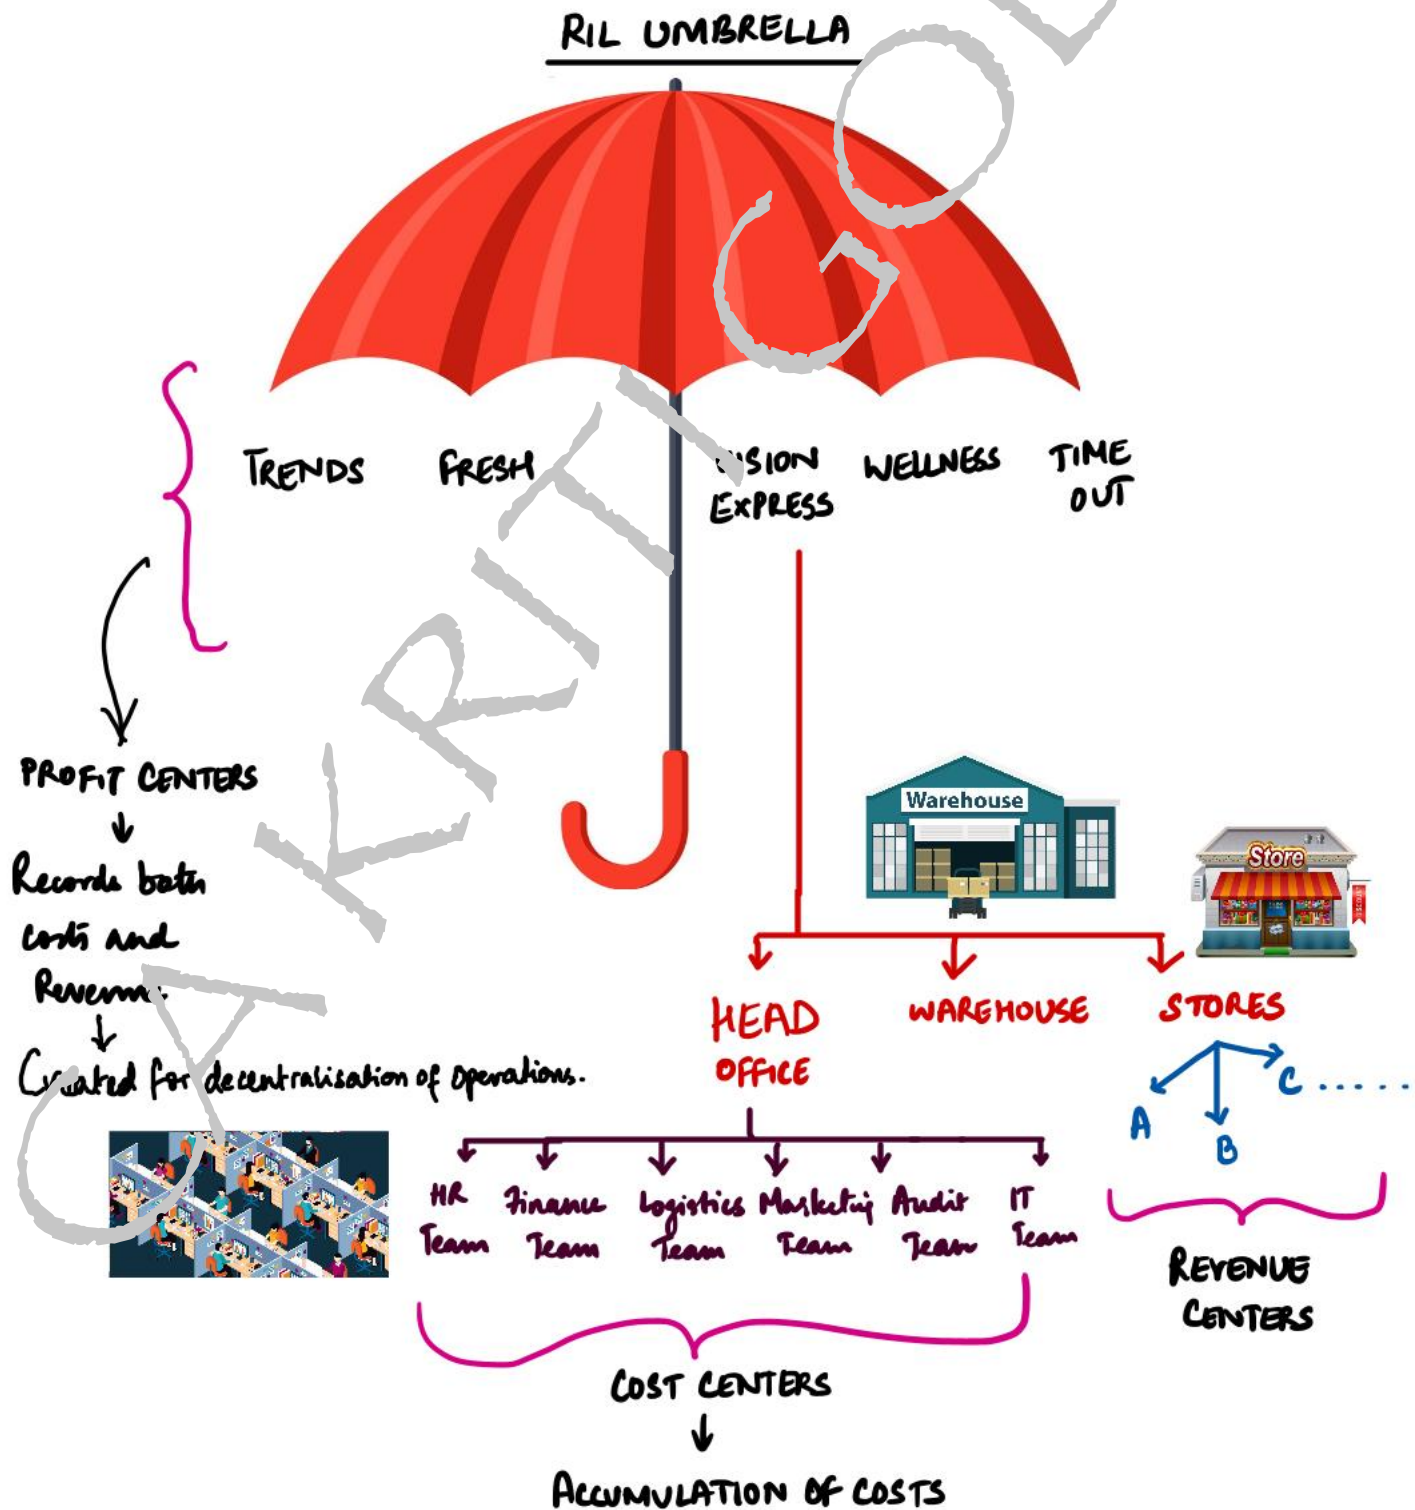 RIL UMBRELLA
TRENDS
FRESH
VISION
EXPRESS
WELLNESS
TIME
OUT
PROFIT CENTERS
Records both
costs and
Revenue
Created for decentralisation of operations.
Warehouse
Store
HEAD
OFFICE
WAREHOUSE
STORES
A
B
C ......
HR
Team
Finance
Team
Logistics
Team
Marketing
Team
Audit
Team
IT
Team
REVENUE
CENTERS
COST CENTERS
ACCUMULATION OF COSTS